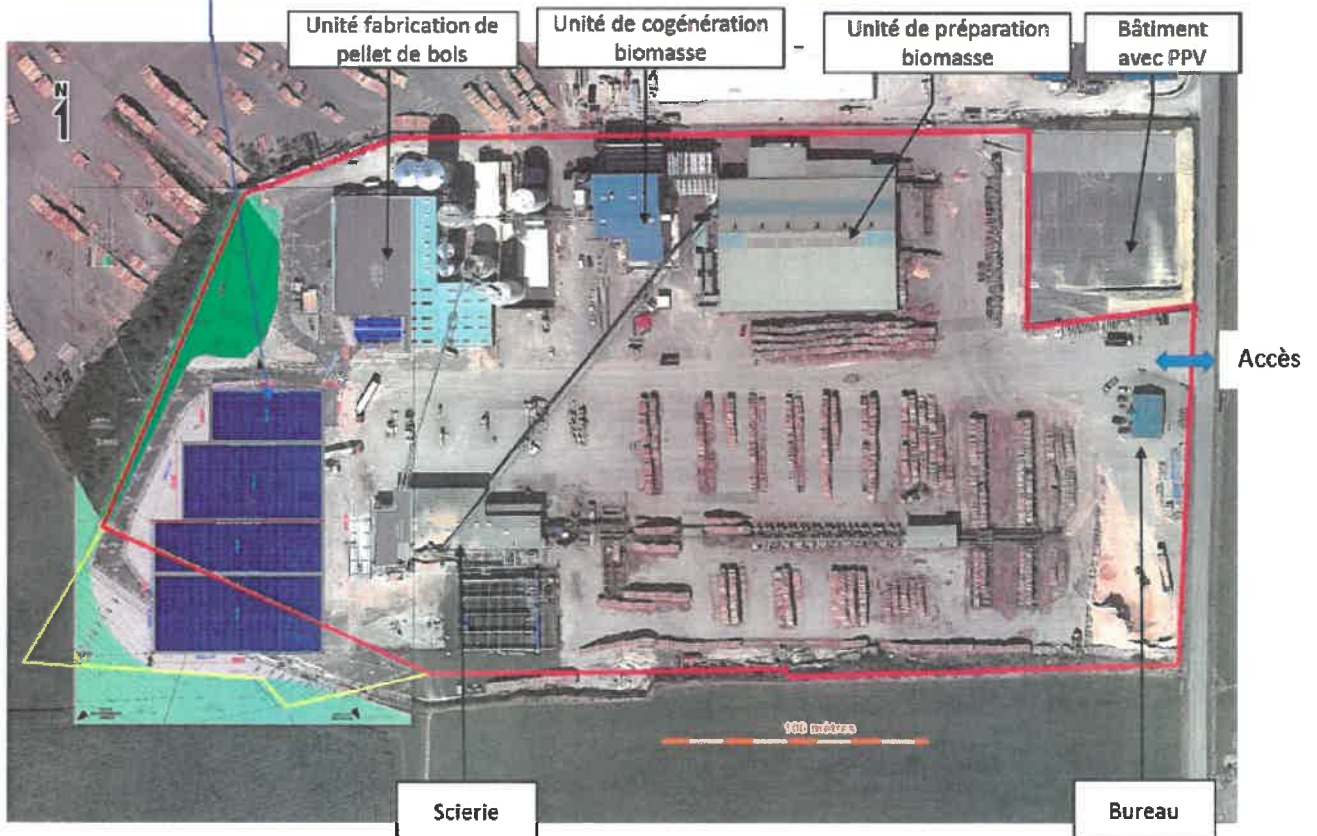 Unité fabrication de
pellet de bois
Unité de cogénération
biomasse
Unité de préparation
biomasse
Bâtiment
avec PPV
N
Accès
100 mètres
Scierie
Bureau